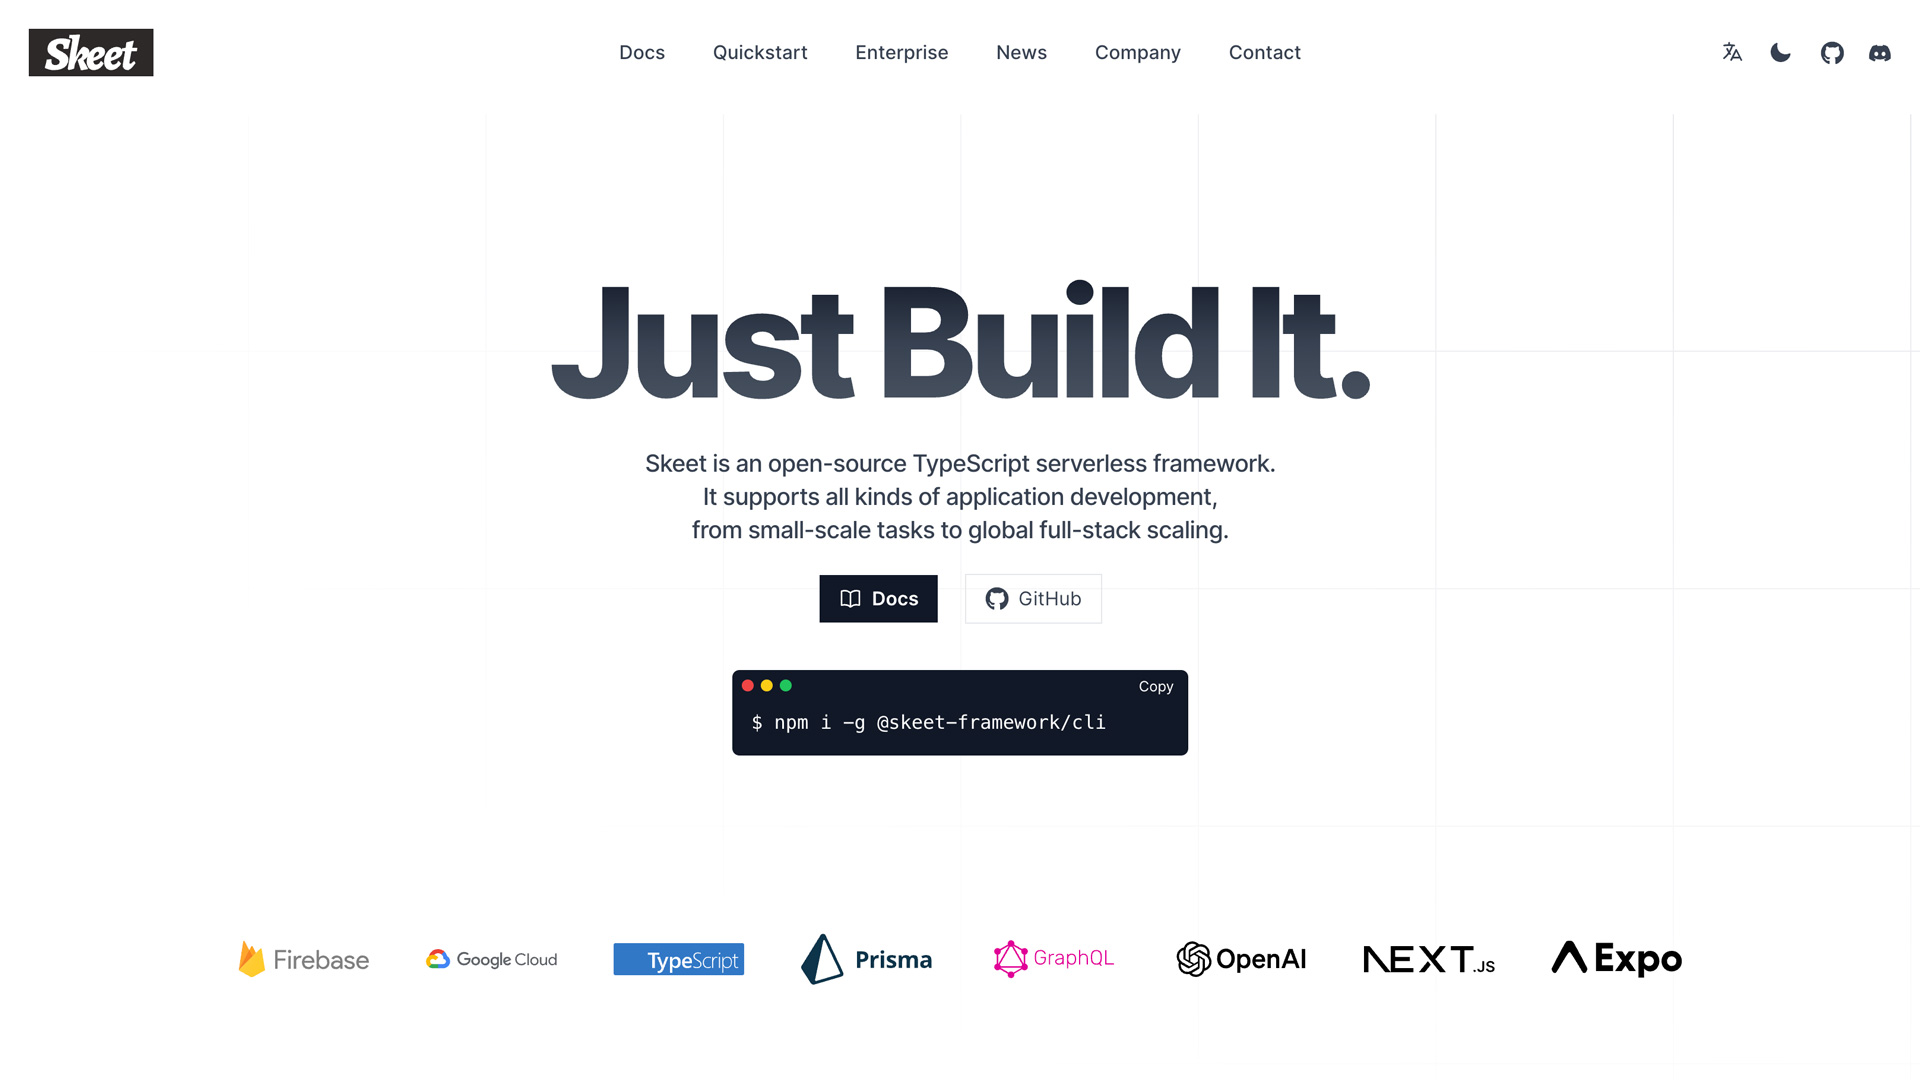 Skeet
Docs
Quickstart
Enterprise
News
Company
Contact
Just Build It.
Skeet is an open-source TypeScript serverless framework.
It supports all kinds of application development,
from small-scale tasks to global full-stack scaling.
Docs
GitHub
Copy
$ npm i -g @skeet-framework/cli
Firebase
Google Cloud
TypeScript
Prisma
GraphQL
OpenAI
NEXT.JS
Expo